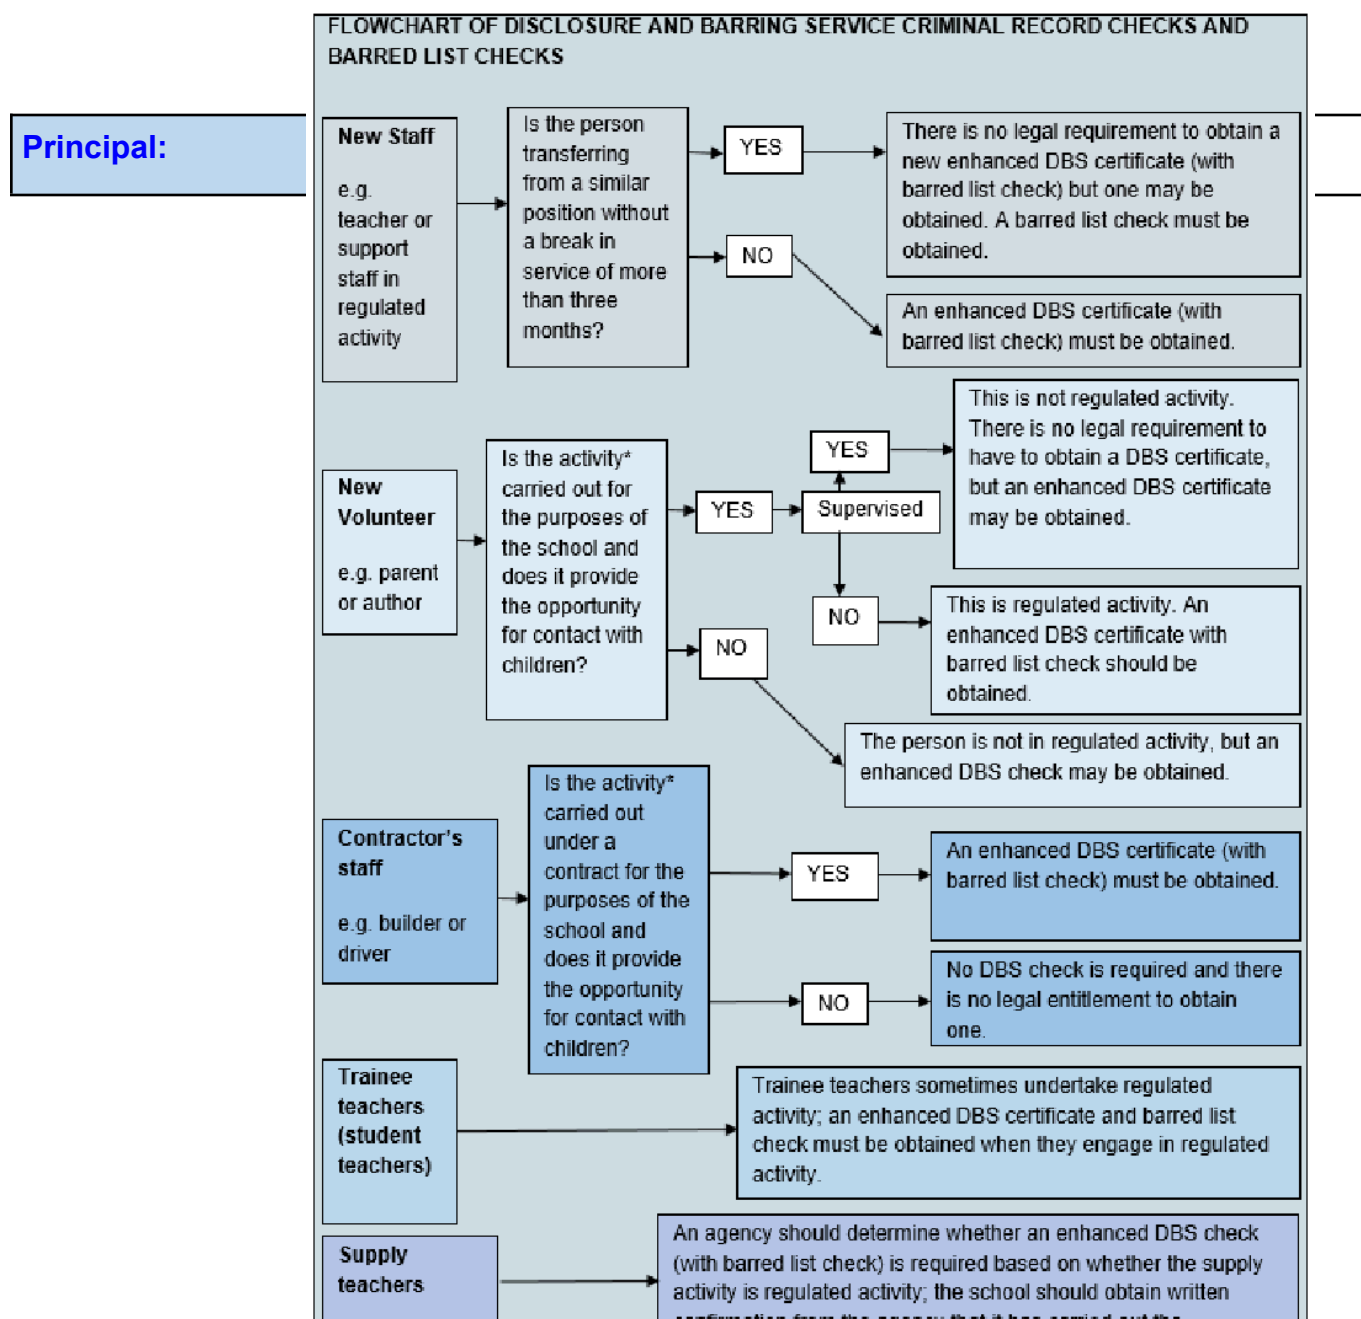 FLOWCHART OF DISCLOSURE AND BARRING SERVICE CRIMINAL RECORD CHECKS AND
BARRED LIST CHECKS
Principal:
New Staff
e.g.
teacher or
support
staff in
regulated
activity
Is the person
transferring
from a similar
position without
a break in
service of more
than three
months?
YES
There is no legal requirement to obtain a
new enhanced DBS certificate (with
barred list check) but one may be
obtained. A barred list check must be
obtained.
NO
An enhanced DBS certificate (with
barred list check) must be obtained.
New
Volunteer
e.g. parent
or author
Is the activity*
carried out for
the purposes of
the school and
does it provide
the opportunity
for contact with
children?
YES
Supervised
YES
This is not regulated activity.
There is no legal requirement to
have to obtain a DBS certificate,
but an enhanced DBS certificate
may be obtained.
NO
This is regulated activity. An
enhanced DBS certificate with
barred list check should be
obtained.
NO
The person is not in regulated activity, but an
enhanced DBS check may be obtained.
Contractor's
staff
e.g. builder or
driver
Is the activity*
carried out
under a
contract for the
purposes of the
school and
does it provide
the opportunity
for contact with
children?
YES
An enhanced DBS certificate (with
barred list check) must be obtained.
NO
No DBS check is required and there
is no legal entitlement to obtain
one.
Trainee
teachers
(student
teachers)
Trainee teachers sometimes undertake regulated
activity; an enhanced DBS certificate and barred list
check must be obtained when they engage in regulated
activity.
Supply
teachers
An agency should determine whether an enhanced DBS check
(with barred list check) is required based on whether the supply
activity is regulated activity; the school should obtain written
confirmation from the agency that it has carried out the